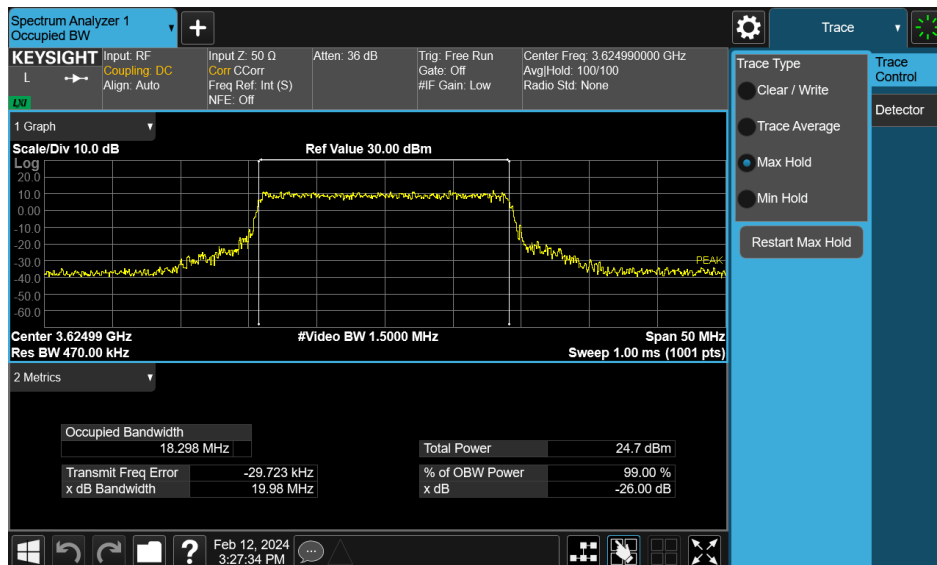 Spectrum Analyzer 1
Occupied BW
Trace
KEYSIGHT
L
LXI
Input: RF
Coupling: DC
Align: Auto
Input Z: 50 Ω
Corr CCorr
Freq Ref: Int (S)
NFE: Off
Atten: 36 dB
Trig: Free Run
Gate: Off
#IF Gain: Low
Center Freq: 3.624990000 GHz
Avg|Hold: 100/100
Radio Std: None
Trace Type
Clear / Write
Trace Average
Max Hold
Min Hold
Restart Max Hold
Trace
Control
Detector
1 Graph
Scale/Div 10.0 dB
Ref Value 30.00 dBm
Log
20.0
10.0
0.00
-10.0
-20.0
-30.0
-40.0
-50.0
-60.0
PEAK
Center 3.62499 GHz
#Video BW 1.5000 MHz
Span 50 MHz
Res BW 470.00 kHz
Sweep 1.00 ms (1001 pts)
2 Metrics
Occupied Bandwidth
18.298 MHz
Total Power 24.7 dBm
Transmit Freq Error -29.723 kHz
% of OBW Power 99.00 %
x dB Bandwidth 19.98 MHz
x dB -26.00 dB
?
Feb 12, 2024
3:27:34 PM